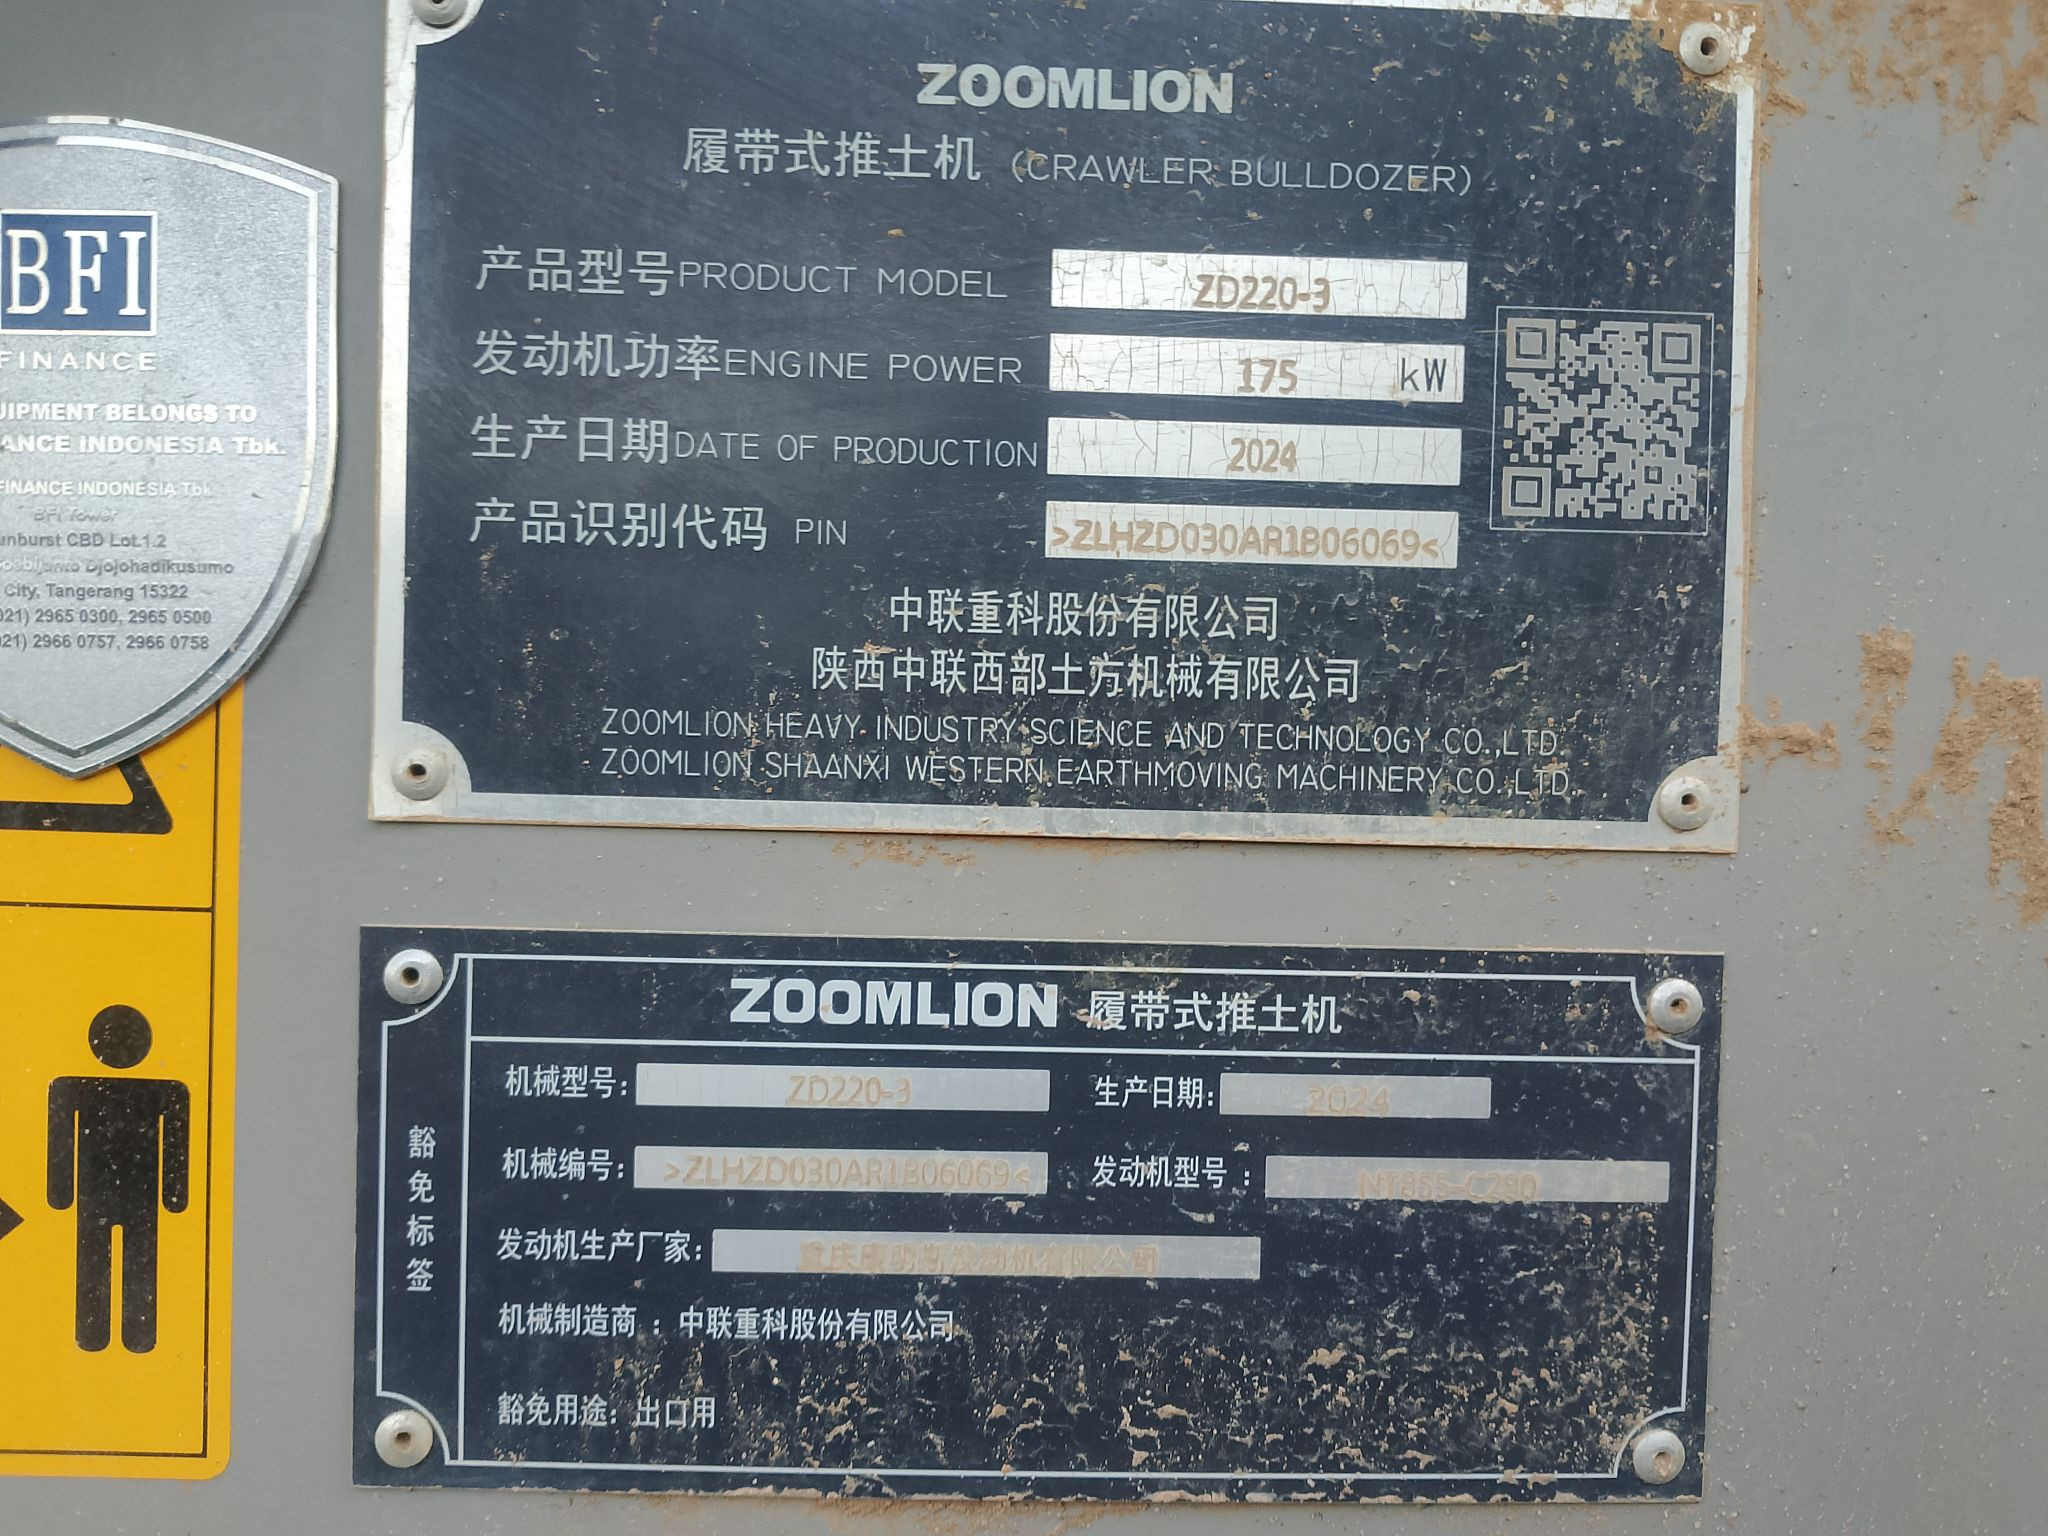 ZOOMLION
履带式推土机 (CRAWLER BULLDOZER)
产品型号PRODUCT MODEL ZD220-3
发动机功率ENGINE POWER 175 kW
生产日期DATE OF PRODUCTION 2024
产品识别代码 PIN >ZLHZD030AR1B06069<
中联重科股份有限公司
陕西中联西部土方机械有限公司
ZOOMLION HEAVY INDUSTRY SCIENCE AND TECHNOLOGY CO.,LTD.
ZOOMLION SHAANXI WESTERN EARTHMOVING MACHINERY CO.,LTD.
BFI
FINANCE
BELONGS TO
INDONESIA Tbk.
FINANCE INDONESIA Tbk
BFI Tower
CBD Lot.1.2
Djojohadikusumo
City, Tangerang 15322
021) 2965 0300, 2965 0500
021) 2966 0757, 2966 0758
ZOOMLION 履带式推土机
豁免标签
机械型号: ZD220-3 生产日期: 2024
机械编号: >ZLHZD030AR1B06069< 发动机型号: NT855-C280
发动机生产厂家: 重庆康明斯发动机有限公司
机械制造商: 中联重科股份有限公司
豁免用途: 出口用